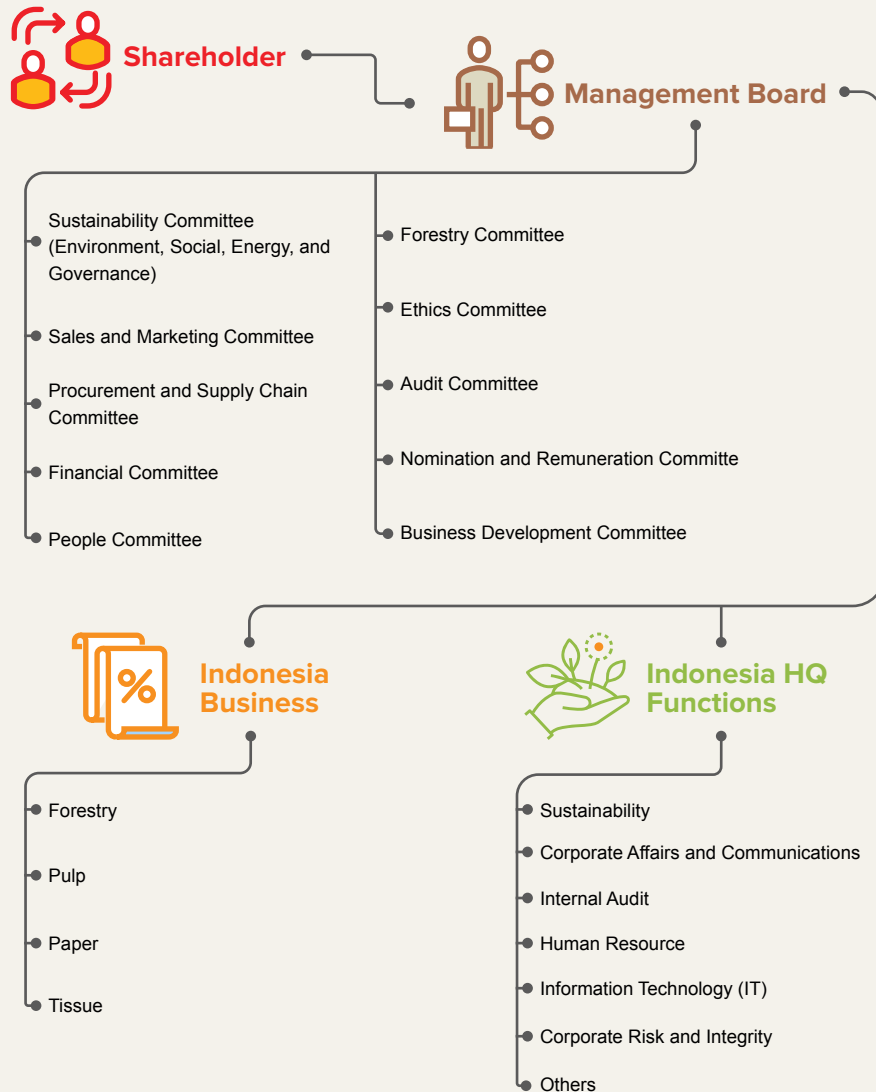 Shareholder
Management Board
Sustainability Committee
(Environment, Social, Energy, and
Governance)
Sales and Marketing Committee
Procurement and Supply Chain
Committee
Financial Committee
People Committee
Forestry Committee
Ethics Committee
Audit Committee
Nomination and Remuneration Committe
Business Development Committee
%
Indonesia
Business
Forestry
Pulp
Paper
Tissue
Indonesia HQ
Functions
Sustainability
Corporate Affairs and Communications
Internal Audit
Human Resource
Information Technology (IT)
Corporate Risk and Integrity
Others